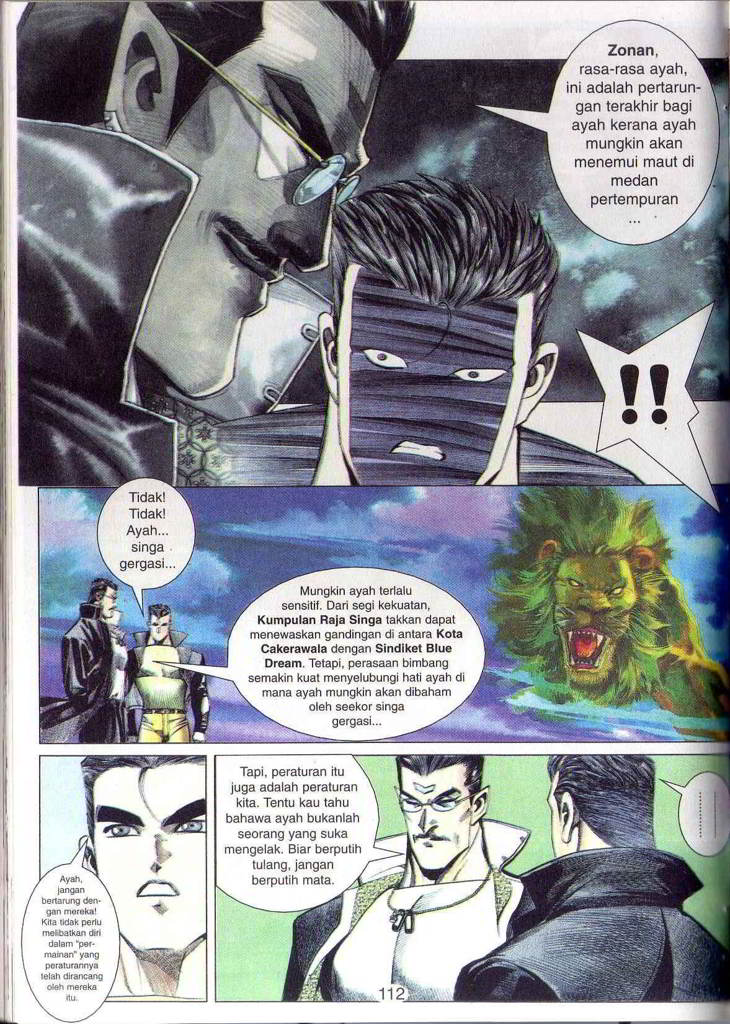 Zonan,
rasa-rasa ayah,
ini adalah pertarun-
gan terakhir bagi
ayah kerana ayah
mungkin akan
menemui maut di
medan
pertempuran
...
!!
Tidak!
Tidak!
Ayah...
singa
gergasi...
Mungkin ayah terlalu
sensitif. Dari segi kekuatan,
Kumpulan Raja Singa takkan dapat
menewaskan gandingan di antara Kota
Cakerawala dengan Sindiket Blue
Dream. Tetapi, perasaan bimbang
semakin kuat menyelubungi hati ayah di
mana ayah mungkin akan dibaham
oleh seekor singa
gergasi...
Ayah,
jangan
bertarung den-
gan mereka!
Kita tidak perlu
melibatkan diri
dalam "per-
mainan" yang
peraturannya
telah dirancang
oleh mereka
itu.
Tapi, peraturan itu
juga adalah peraturan
kita. Tentu kau tahu
bahawa ayah bukanlah
seorang yang suka
mengelak. Biar berputih
tulang, jangan
berputih mata.
............
112